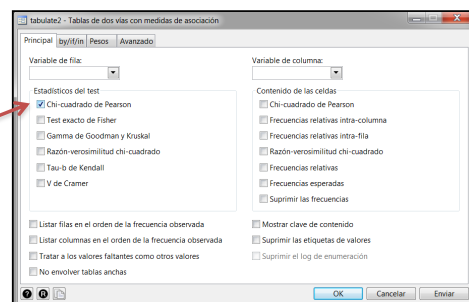 tabulate2 - Tablas de dos vías con medidas de asociación
Principal by/if/in Pesos Avanzado
Variable de fila:
Variable de columna:
Estadísticos del test
Chi-cuadrado de Pearson
Test exacto de Fisher
Gamma de Goodman y Kruskal
Razón-verosimilitud chi-cuadrado
Tau-b de Kendall
V de Cramer
Contenido de las celdas
Chi-cuadrado de Pearson
Frecuencias relativas intra-columna
Frecuencias relativas intra-fila
Razón-verosimilitud chi-cuadrado
Frecuencias relativas
Frecuencias esperadas
Suprimir las frecuencias
Listar filas en el orden de la frecuencia observada
Listar columnas en el orden de la frecuencia observada
Tratar a los valores faltantes como otros valores
No envolver tablas anchas
Mostrar clave de contenido
Suprimir las etiquetas de valores
Suprimir el log de enumeración
? R
OK Cancelar Enviar